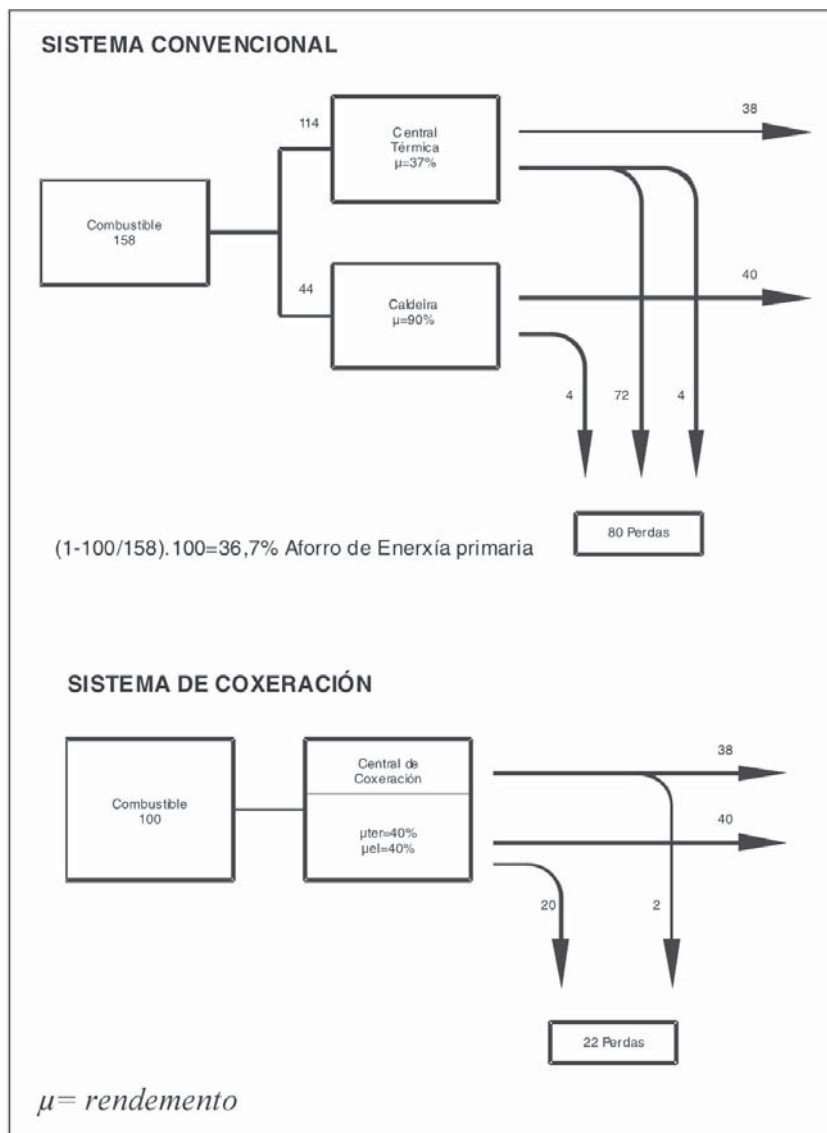 SISTEMA CONVENCIONAL
38
114
Central
Térmica
µ=37%
Combustible
158
44
40
Caldeira
µ=90%
4
72
4
80 Perdas
(1-100/158).100=36,7% Aforro de Enerxía primaria
SISTEMA DE COXERACIÓN
38
Central de
Coxeración
Combustible
100
40
µter=40%
µel=40%
20
2
22 Perdas
µ= rendemento